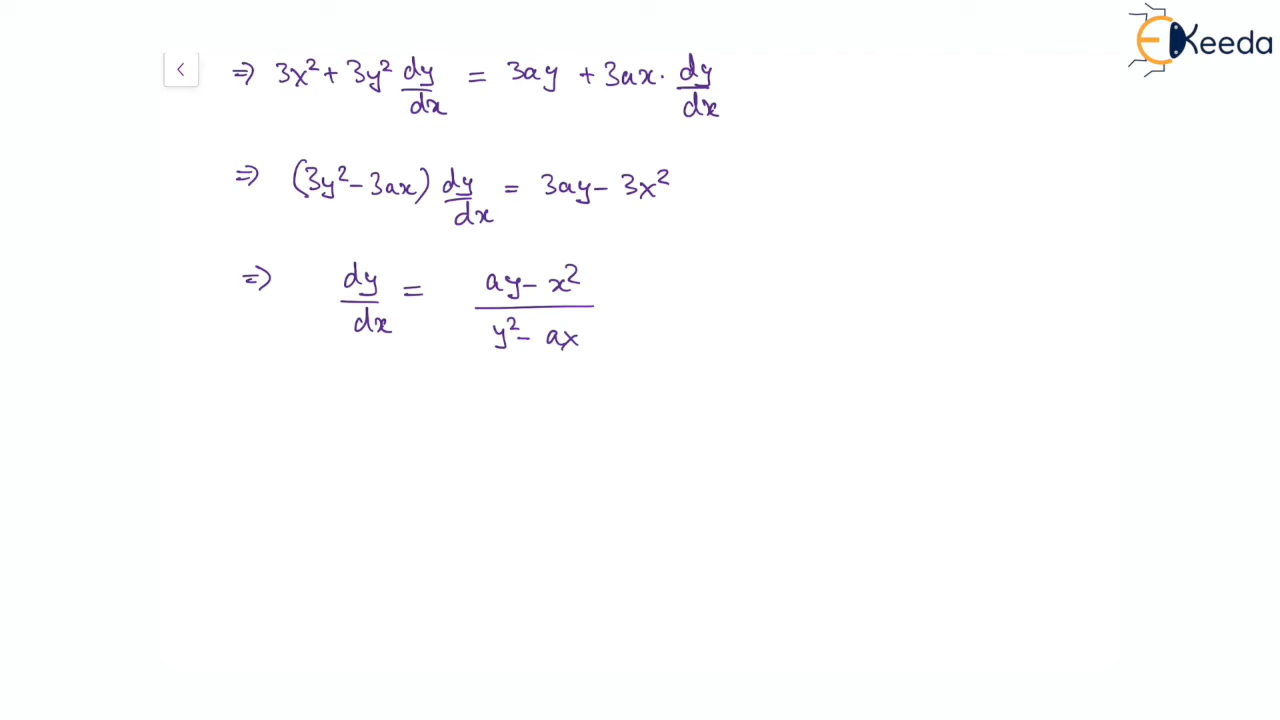 EKeeda
⇒ 3x² + 3y² dy/dx = 3ay + 3ax · dy/dx
⇒ (3y² − 3ax) dy/dx = 3ay − 3x²
⇒ dy/dx = (ay − x²)/(y² − ax)